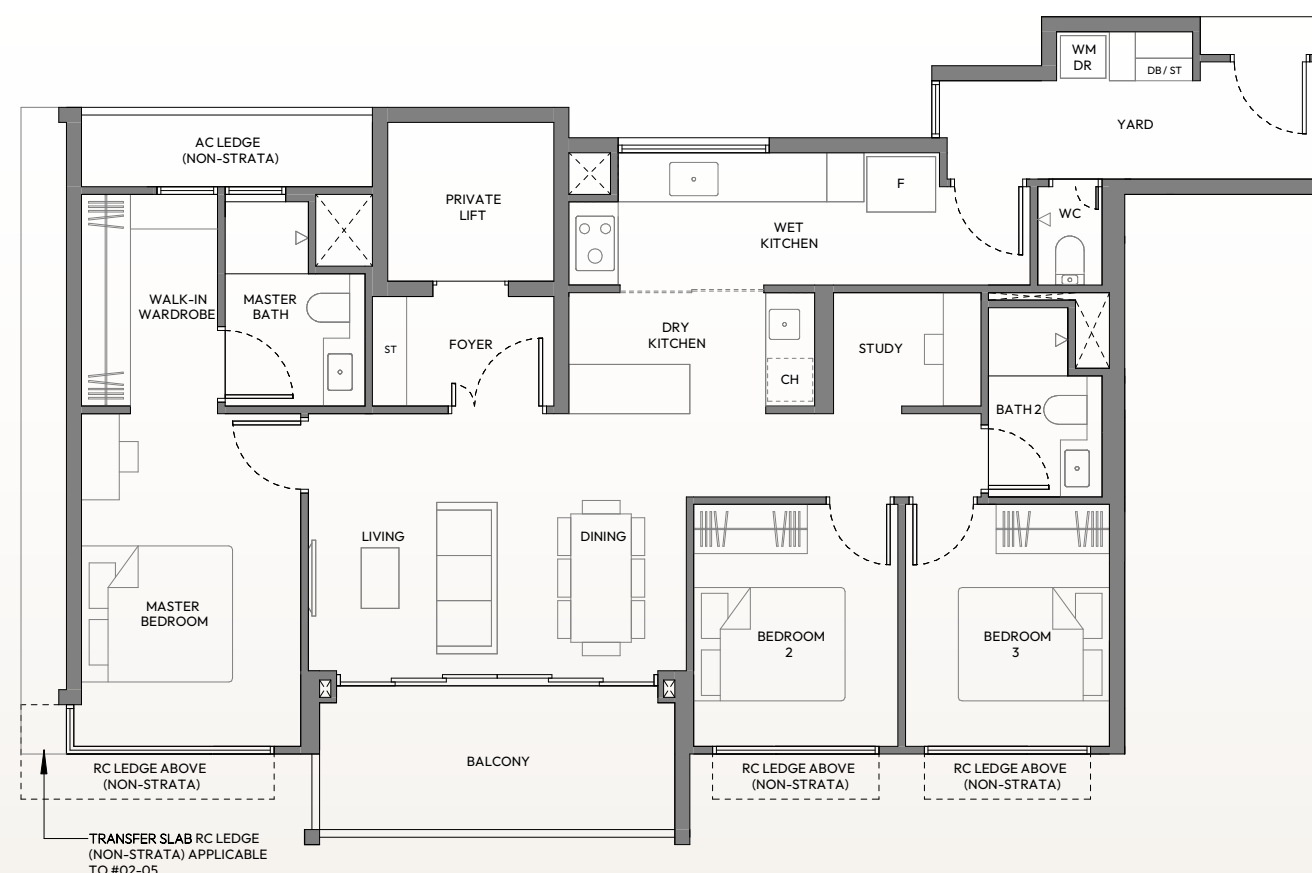 WM
DR
DB/ ST
YARD
AC LEDGE
(NON-STRATA)
PRIVATE
LIFT
F
WET
KITCHEN
WC
WALK-IN
WARDROBE
MASTER
BATH
ST
FOYER
DRY
KITCHEN
CH
STUDY
BATH 2
LIVING
DINING
MASTER
BEDROOM
BEDROOM
2
BEDROOM
3
BALCONY
RC LEDGE ABOVE
(NON-STRATA)
RC LEDGE ABOVE
(NON-STRATA)
RC LEDGE ABOVE
(NON-STRATA)
TRANSFER SLAB RC LEDGE
(NON-STRATA) APPLICABLE
TO #02-05